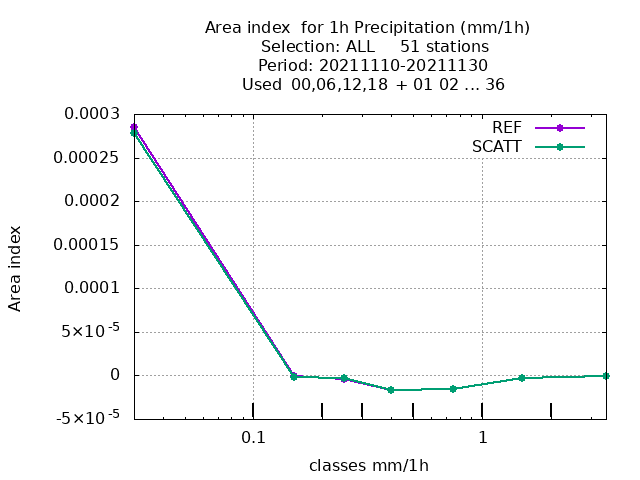 Area index  for 1h Precipitation (mm/1h)
Selection: ALL     51 stations
Period: 20211110-20211130
Used  00,06,12,18  + 01 02 ... 36
REF
SCATT
0.0003
0.00025
0.0002
0.00015
0.0001
5×10⁻⁵
0
-5×10⁻⁵
Area index
0.1
1
classes mm/1h